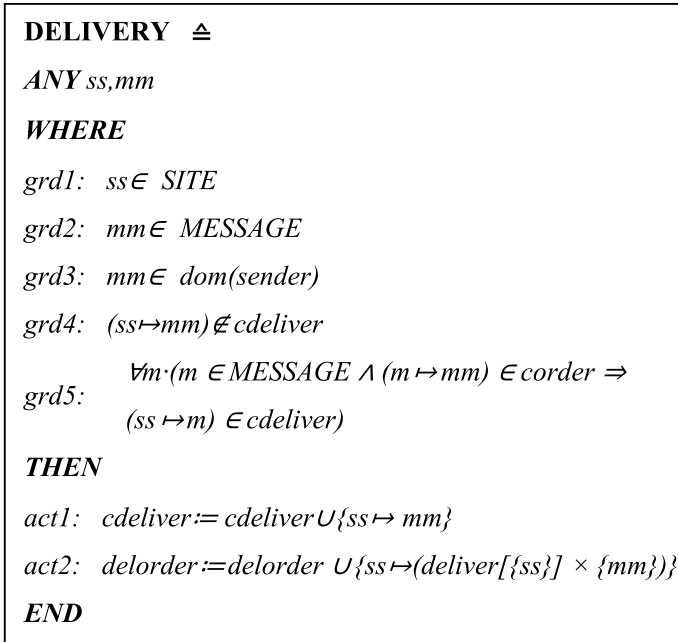 DELIVERY ≙
ANY ss,mm
WHERE
grd1: ss∈ SITE
grd2: mm∈ MESSAGE
grd3: mm∈ dom(sender)
grd4: (ss↦mm)∉cdeliver
grd5: ∀m·(m ∈MESSAGE ∧ (m ↦mm) ∈corder ⇒
(ss ↦m) ∈cdeliver)
THEN
act1: cdeliver≔ cdeliver∪{ss↦ mm}
act2: delorder≔delorder ∪{ss↦(deliver[{ss}] × {mm})}
END